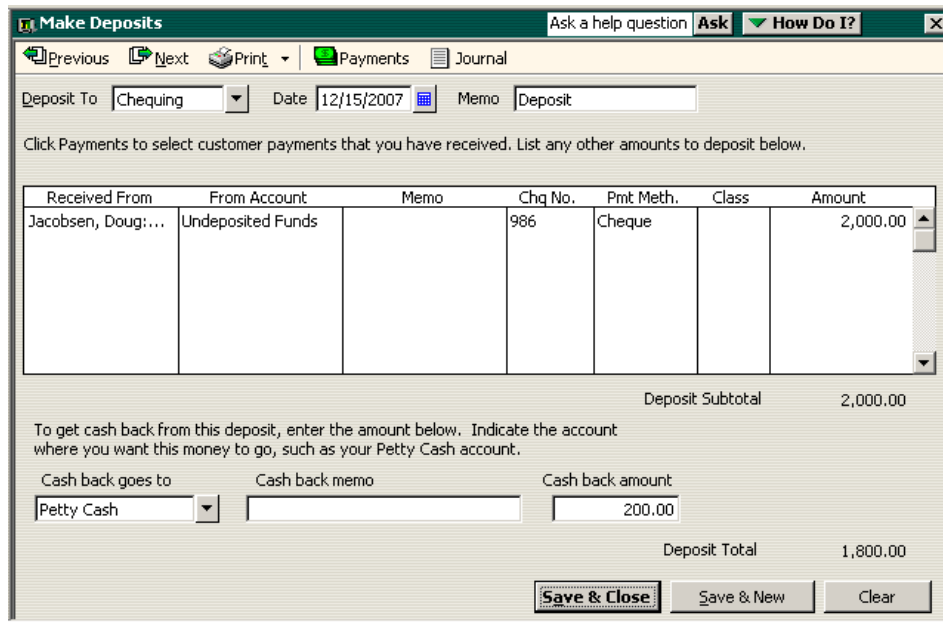 Make Deposits Ask a help question Ask How Do I?
Previous Next Print Payments Journal
Deposit To Chequing Date 12/15/2007 Memo Deposit
Click Payments to select customer payments that you have received. List any other amounts to deposit below.
Received From From Account Memo Chq No. Pmt Meth. Class Amount
Jacobsen, Doug:... Undeposited Funds 986 Cheque 2,000.00
Deposit Subtotal 2,000.00
To get cash back from this deposit, enter the amount below. Indicate the account
where you want this money to go, such as your Petty Cash account.
Cash back goes to Cash back memo Cash back amount
Petty Cash 200.00
Deposit Total 1,800.00
Save & Close Save & New Clear